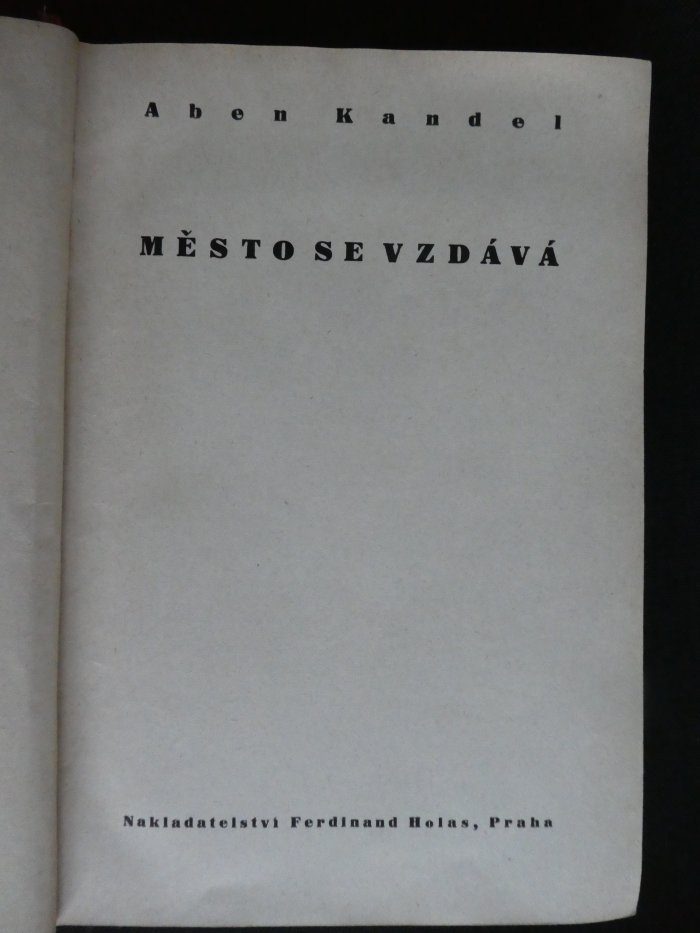 Aben Kandel
MĚSTO SE VZDÁVÁ
Nakladatelství Ferdinand Holas, Praha